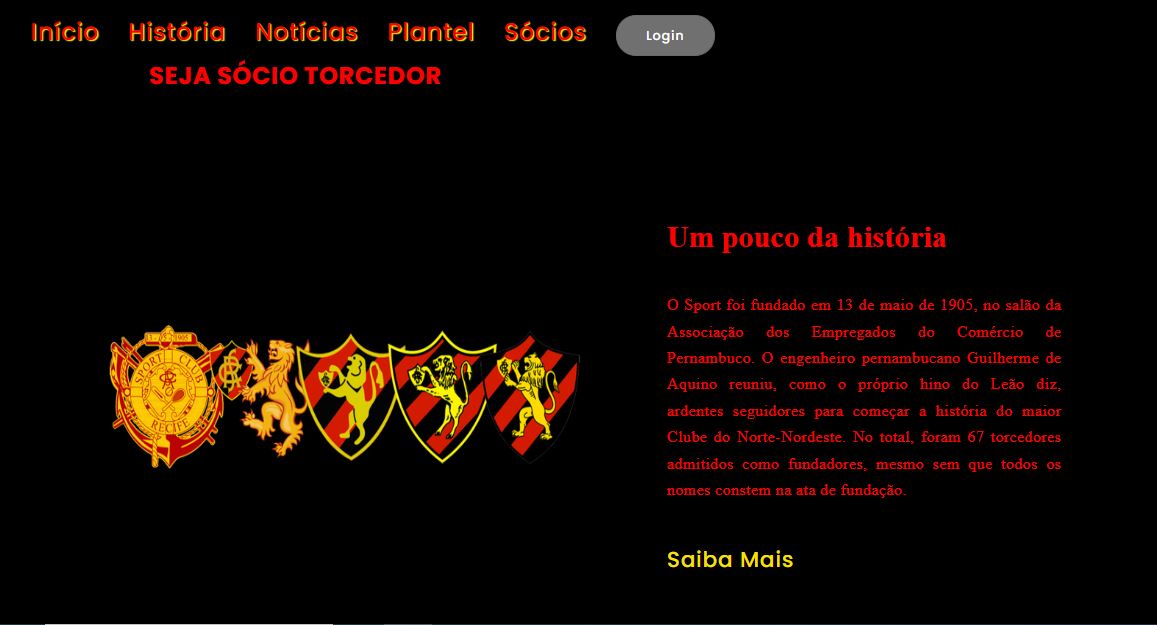 Início História Notícias Plantel Sócios Login
SEJA SÓCIO TORCEDOR
Um pouco da história
O Sport foi fundado em 13 de maio de 1905, no salão da
Associação dos Empregados do Comércio de
Pernambuco. O engenheiro pernambucano Guilherme de
Aquino reuniu, como o próprio hino do Leão diz,
ardentes seguidores para começar a história do maior
Clube do Norte-Nordeste. No total, foram 67 torcedores
admitidos como fundadores, mesmo sem que todos os
nomes constem na ata de fundação.
SPORT CLUB
RECIFE
Saiba Mais